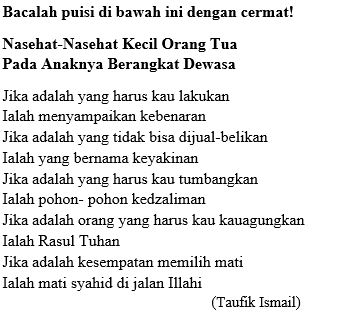 Bacalah puisi di bawah ini dengan cermat!
Nasehat-Nasehat Kecil Orang Tua
Pada Anaknya Berangkat Dewasa
Jika adalah yang harus kau lakukan
Ialah menyampaikan kebenaran
Jika adalah yang tidak bisa dijual-belikan
Ialah yang bernama keyakinan
Jika adalah yang harus kau tumbangkan
Ialah pohon- pohon kedzaliman
Jika adalah orang yang harus kau kauagungkan
Ialah Rasul Tuhan
Jika adalah kesempatan memilih mati
Ialah mati syahid di jalan Illahi
(Taufik Ismail)